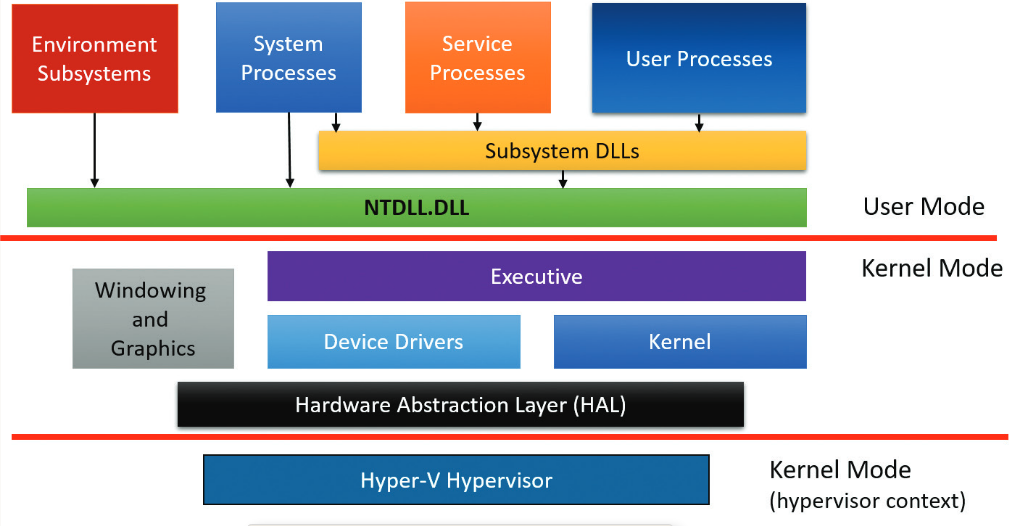 Environment
Subsystems
System
Processes
Service
Processes
User Processes
Subsystem DLLs
NTDLL.DLL
User Mode
Kernel Mode
Executive
Windowing
and
Graphics
Device Drivers
Kernel
Hardware Abstraction Layer (HAL)
Hyper-V Hypervisor
Kernel Mode
(hypervisor context)